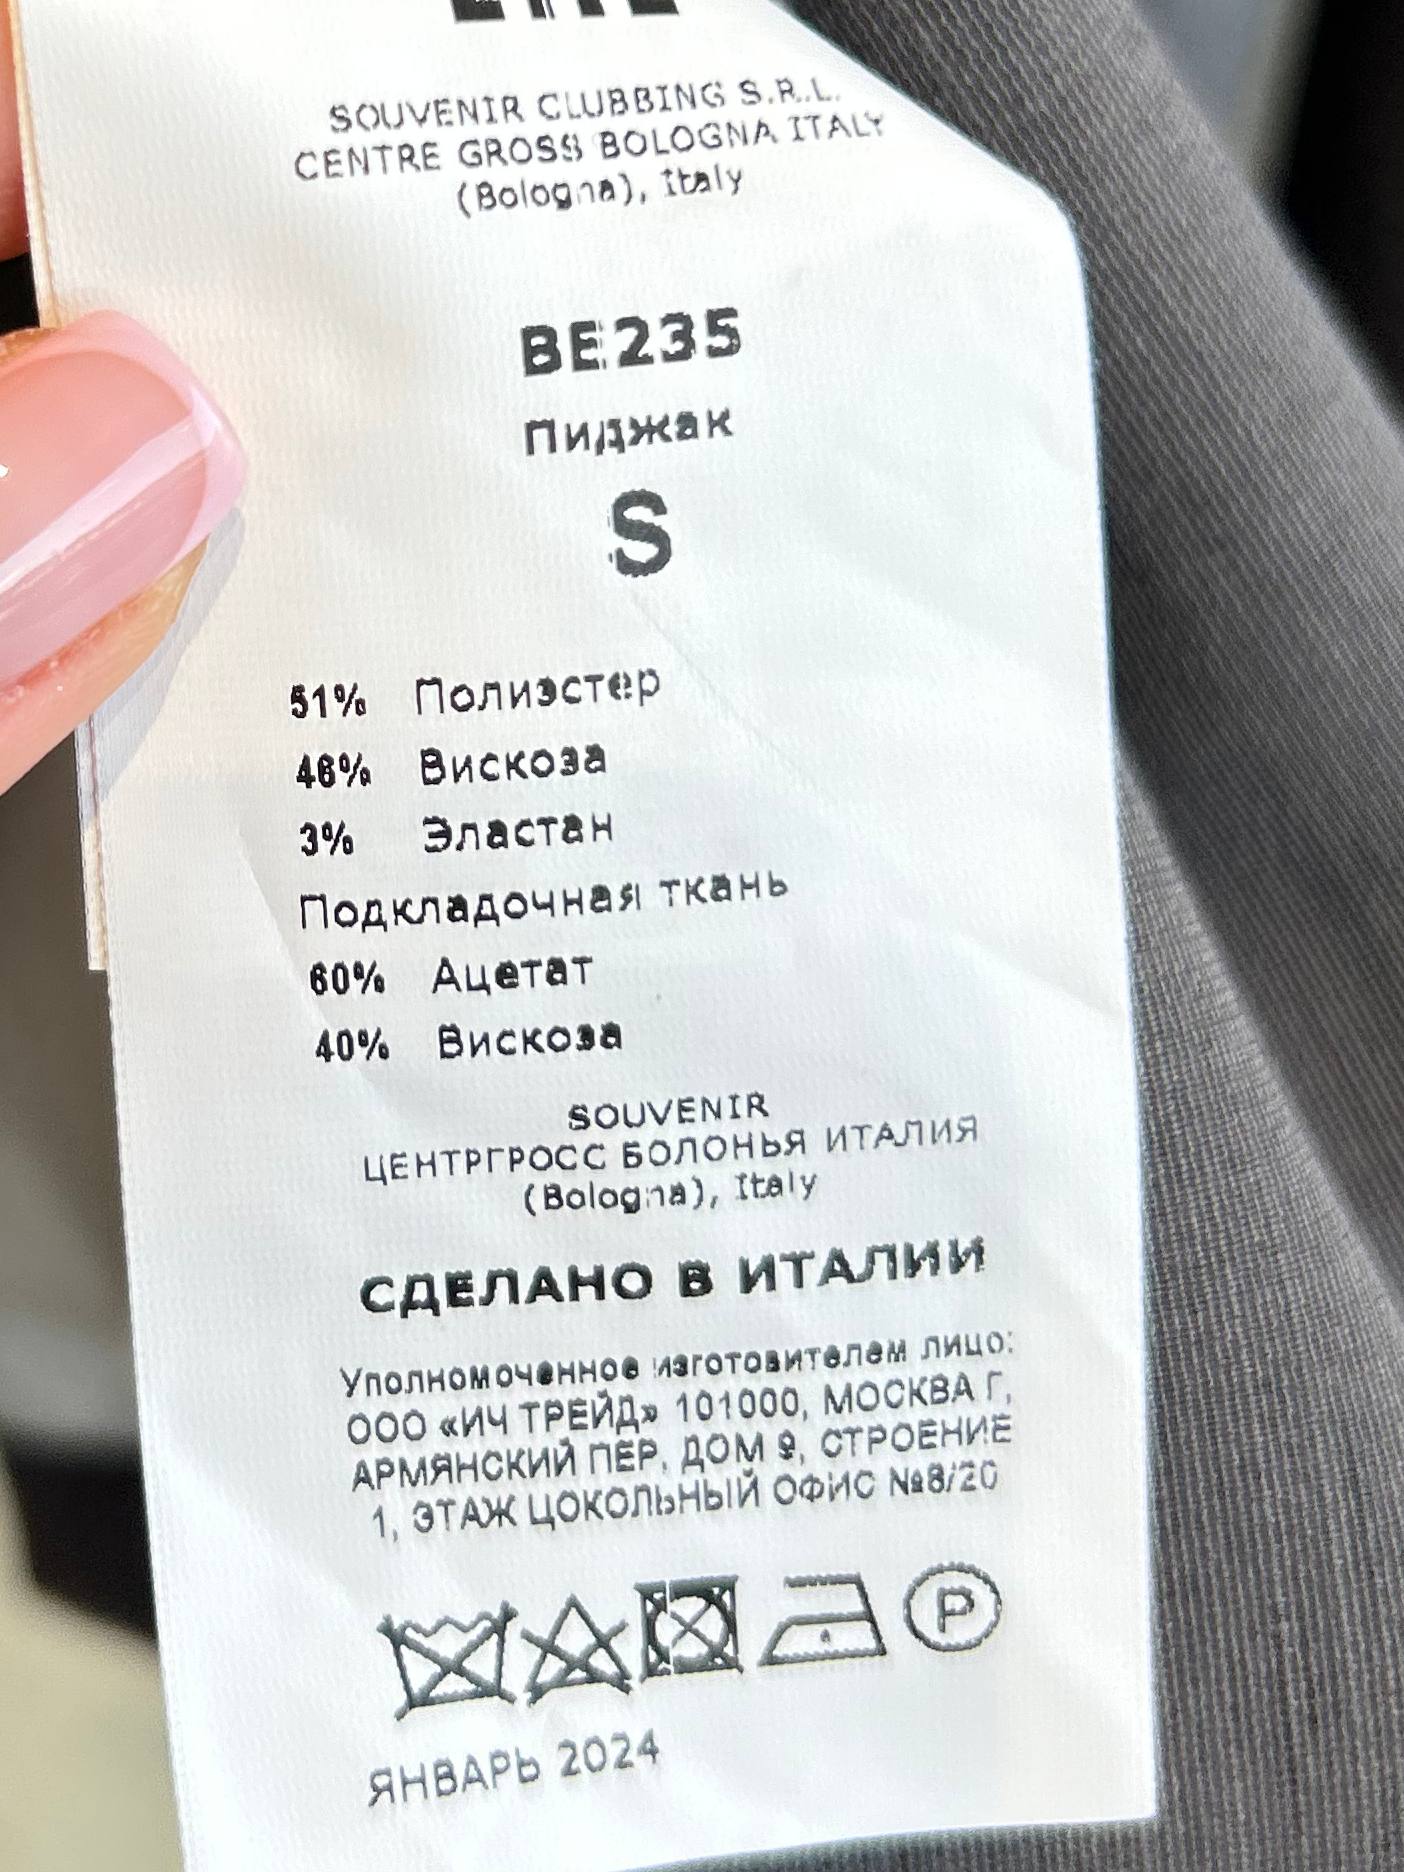 SOUVENIR CLUBBING S.R.L.
CENTRE GROSS BOLOGNA ITALY
(Bologna), Italy
BE235
Пиджак
S
51% Полиэстер
46% Вискоза
3% Эластан
Подкладочная ткань
60% Ацетат
40% Вискоза
SOUVENIR
ЦЕНТРГРОСС БОЛОНЬЯ ИТАЛИЯ
(Bologna), Italy
СДЕЛАНО В ИТАЛИИ
Уполномоченное изготовителем лицо:
ООО «ИЧ ТРЕЙД» 101000, МОСКВА Г,
АРМЯНСКИЙ ПЕР. ДОМ 9, СТРОЕНИЕ
1, ЭТАЖ ЦОКОЛЬНЫЙ ОФИС №8/20
P
ЯНВАРЬ 2024